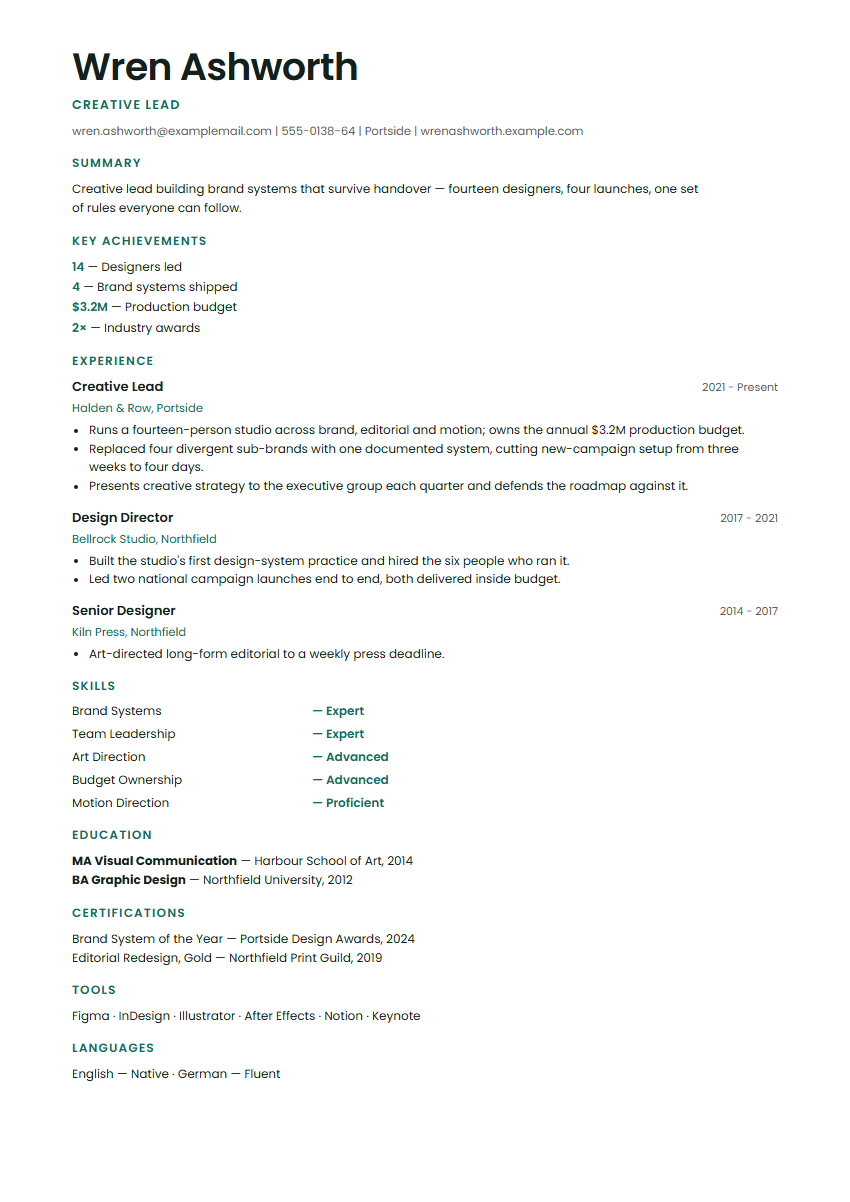 Wren Ashworth
CREATIVE LEAD
wren.ashworth@examplemail.com | 555-0138-64 | Portside | wrenashworth.example.com
SUMMARY
Creative lead building brand systems that survive handover — fourteen designers, four launches, one set
of rules everyone can follow.
KEY ACHIEVEMENTS
14 — Designers led
4 — Brand systems shipped
$3.2M — Production budget
2× — Industry awards
EXPERIENCE
Creative Lead 2021 - Present
Halden & Row, Portside
• Runs a fourteen-person studio across brand, editorial and motion; owns the annual $3.2M production budget.
• Replaced four divergent sub-brands with one documented system, cutting new-campaign setup from three
weeks to four days.
• Presents creative strategy to the executive group each quarter and defends the roadmap against it.
Design Director 2017 - 2021
Bellrock Studio, Northfield
• Built the studio's first design-system practice and hired the six people who ran it.
• Led two national campaign launches end to end, both delivered inside budget.
Senior Designer 2014 - 2017
Kiln Press, Northfield
• Art-directed long-form editorial to a weekly press deadline.
SKILLS
Brand Systems — Expert
Team Leadership — Expert
Art Direction — Advanced
Budget Ownership — Advanced
Motion Direction — Proficient
EDUCATION
MA Visual Communication — Harbour School of Art, 2014
BA Graphic Design — Northfield University, 2012
CERTIFICATIONS
Brand System of the Year — Portside Design Awards, 2024
Editorial Redesign, Gold — Northfield Print Guild, 2019
TOOLS
Figma · InDesign · Illustrator · After Effects · Notion · Keynote
LANGUAGES
English — Native · German — Fluent